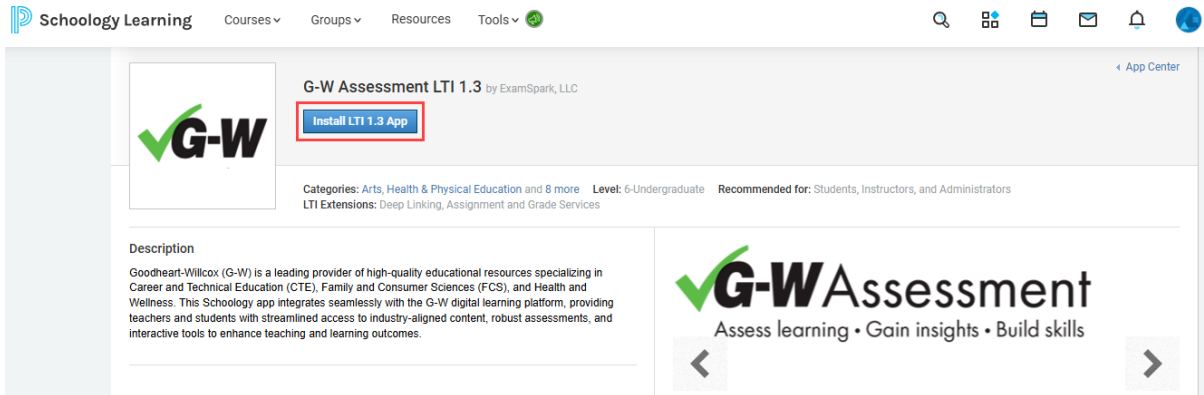 Schoology Learning Courses Groups Resources Tools
App Center
G-W Assessment LTI 1.3 by ExamSpark, LLC
Install LTI 1.3 App
G-W
Categories: Arts, Health & Physical Education and 8 more Level: 6-Undergraduate Recommended for: Students, Instructors, and Administrators
LTI Extensions: Deep Linking, Assignment and Grade Services
Description
Goodheart-Willcox (G-W) is a leading provider of high-quality educational resources specializing in
Career and Technical Education (CTE), Family and Consumer Sciences (FCS), and Health and
Wellness. This Schoology app integrates seamlessly with the G-W digital learning platform, providing
teachers and students with streamlined access to industry-aligned content, robust assessments, and
interactive tools to enhance teaching and learning outcomes.
G-W Assessment
Assess learning • Gain insights • Build skills